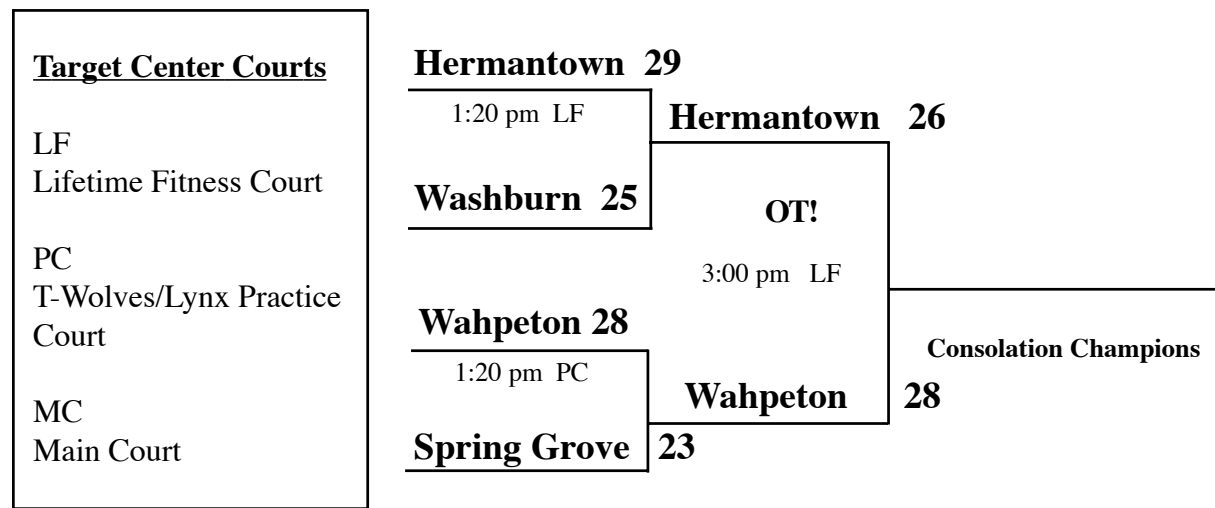 Target Center Courts
LF
Lifetime Fitness Court
PC
T-Wolves/Lynx Practice
Court
MC
Main Court
Hermantown 29
1:20 pm LF
Washburn 25
Hermantown 26
OT!
3:00 pm LF
Wahpeton 28
1:20 pm PC
Spring Grove 23
Wahpeton 28
Consolation Champions